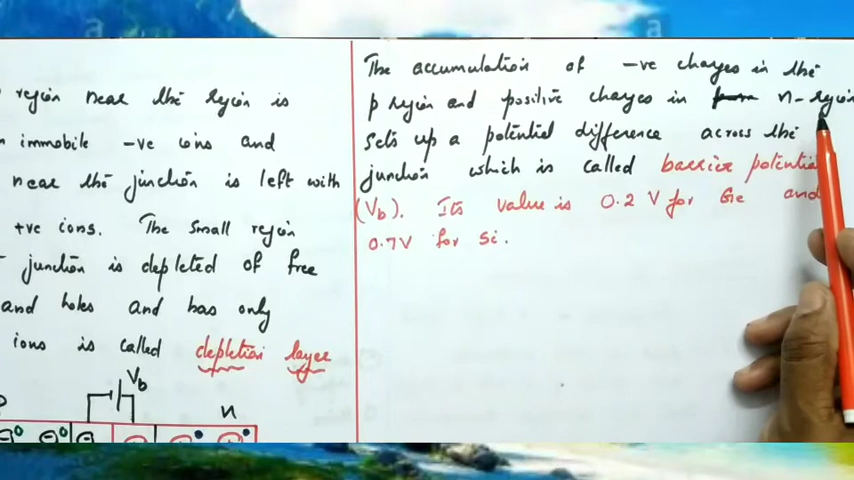 region near the region is
immobile -ve ions and
near the junction is left with
+ve ions. The small region
junction is depleted of free
and holes and has only
ions is called depletion layer
Vb
n
The accumulation of -ve charges in the
p region and positive charges in n-region
sets up a potential difference across the
junction which is called barrier potential
(Vb). Its value is 0.2 V for Ge and
0.7V for Si.